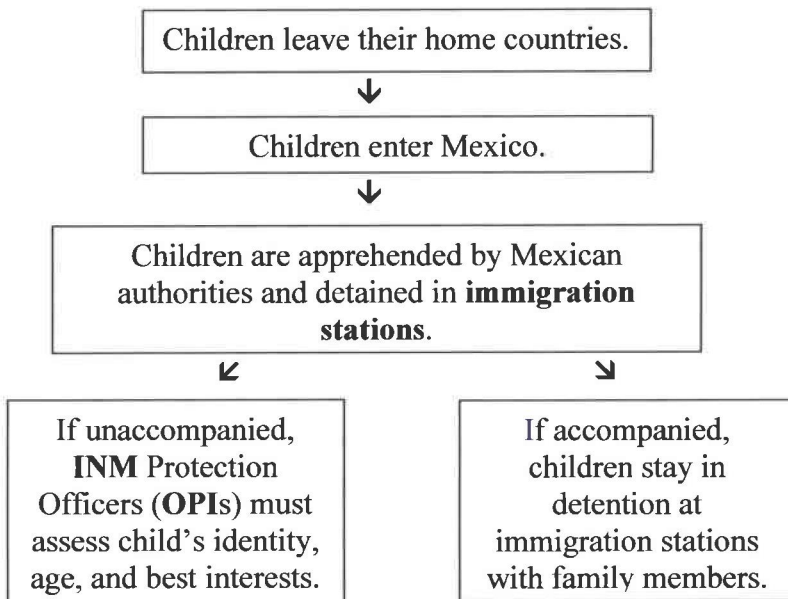 Children leave their home countries.
Children enter Mexico.
Children are apprehended by Mexican
authorities and detained in immigration
stations.
If unaccompanied,
INM Protection
Officers (OPIs) must
assess child's identity,
age, and best interests.
If accompanied,
children stay in
detention at
immigration stations
with family members.